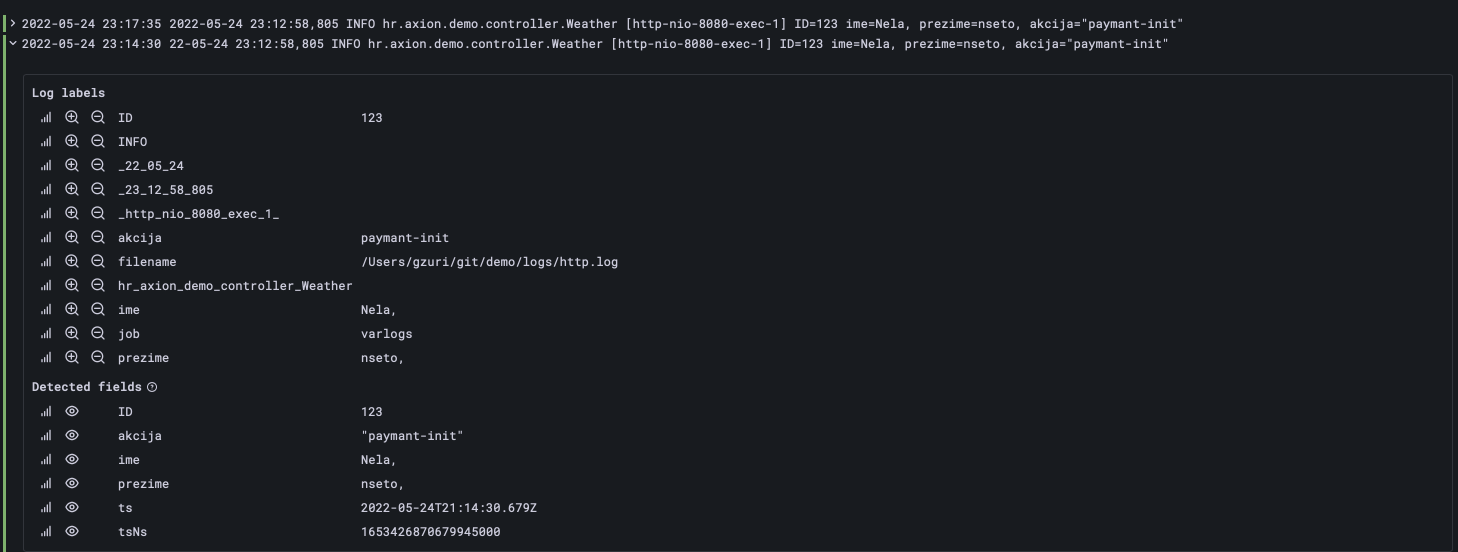 2022-05-24 23:17:35 2022-05-24 23:12:58,805 INFO hr.axion.demo.controller.Weather [http-nio-8080-exec-1] ID=123 ime=Nela, prezime=nseto, akcija="paymant-init"
2022-05-24 23:14:30 22-05-24 23:12:58,805 INFO hr.axion.demo.controller.Weather [http-nio-8080-exec-1] ID=123 ime=Nela, prezime=nseto, akcija="paymant-init"
Log labels
ID 123
INFO
_22_05_24
_23_12_58_805
_http_nio_8080_exec_1_
akcija paymant-init
filename /Users/gzuri/git/demo/logs/http.log
hr_axion_demo_controller_Weather
ime Nela,
job varlogs
prezime nseto,
Detected fields
ID 123
akcija "paymant-init"
ime Nela,
prezime nseto,
ts 2022-05-24T21:14:30.679Z
tsNs 1653426870679945000